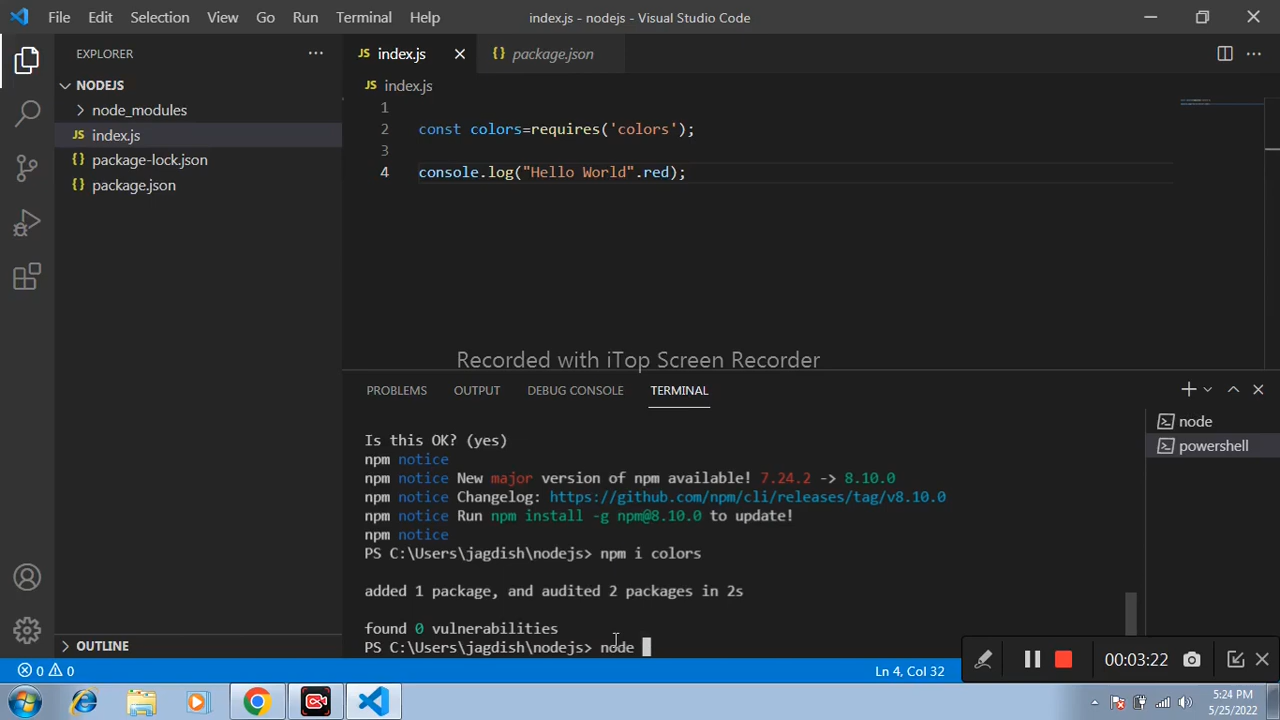 File Edit Selection View Go Run Terminal Help
index.js - nodejs - Visual Studio Code
EXPLORER
NODEJS
node_modules
JS index.js
{} package-lock.json
{} package.json
OUTLINE
JS index.js
{} package.json
JS index.js
1
2 const colors=requires('colors');
3
4 console.log("Hello World".red);
Recorded with iTop Screen Recorder
PROBLEMS OUTPUT DEBUG CONSOLE TERMINAL
Is this OK? (yes)
npm notice
npm notice New major version of npm available! 7.24.2 -> 8.10.0
npm notice Changelog: https://github.com/npm/cli/releases/tag/v8.10.0
npm notice Run npm install -g npm@8.10.0 to update!
npm notice
PS C:\Users\jagdish\nodejs> npm i colors
added 1 package, and audited 2 packages in 2s
found 0 vulnerabilities
PS C:\Users\jagdish\nodejs> node
node
powershell
0 0
Ln 4, Col 32
00:03:22
5:24 PM
5/25/2022